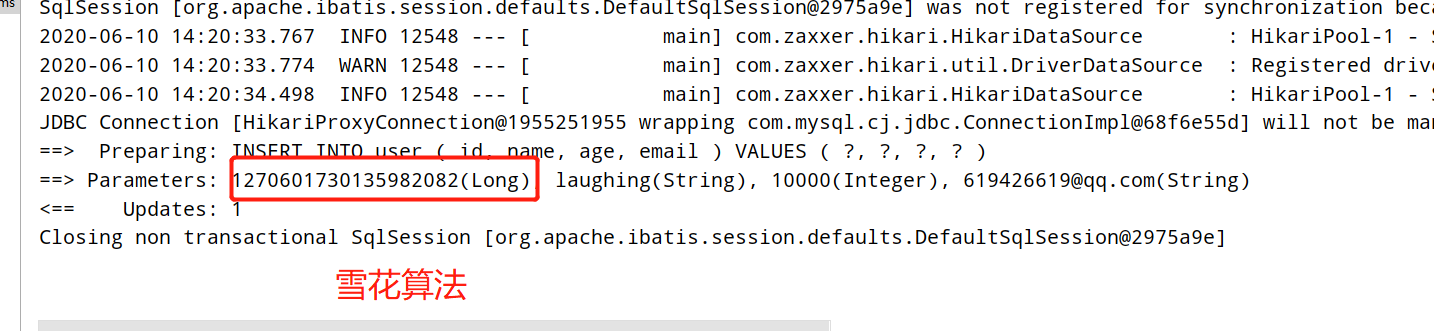 ms
SqlSession [org.apache.ibatis.session.defaults.DefaultSqlSession@2975a9e] was not registered for synchronization beca
2020-06-10 14:20:33.767  INFO 12548 --- [           main] com.zaxxer.hikari.HikariDataSource       : HikariPool-1 - S
2020-06-10 14:20:33.774  WARN 12548 --- [           main] com.zaxxer.hikari.util.DriverDataSource  : Registered drive
2020-06-10 14:20:34.498  INFO 12548 --- [           main] com.zaxxer.hikari.HikariDataSource       : HikariPool-1 - S
JDBC Connection [HikariProxyConnection@1955251955 wrapping com.mysql.cj.jdbc.ConnectionImpl@68f6e55d] will not be man
==>  Preparing: INSERT INTO user ( id, name, age, email ) VALUES ( ?, ?, ?, ? )
==> Parameters: 1270601730135982082(Long), laughing(String), 10000(Integer), 619426619@qq.com(String)
<==    Updates: 1
Closing non transactional SqlSession [org.apache.ibatis.session.defaults.DefaultSqlSession@2975a9e]
雪花算法